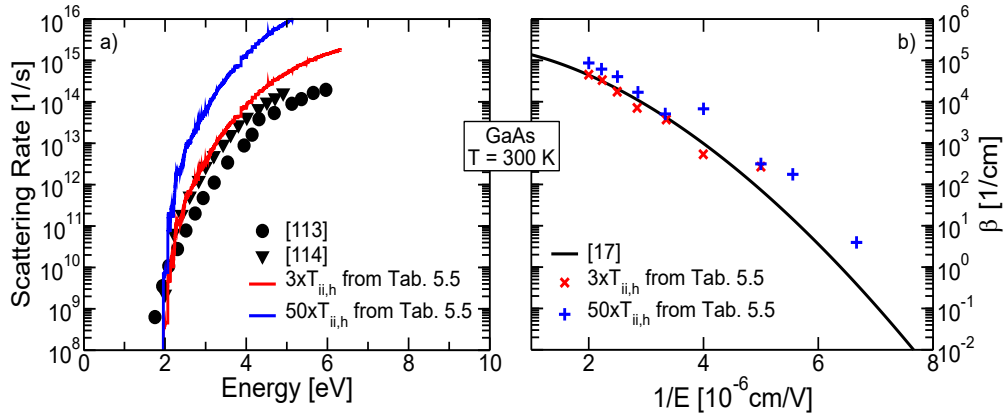 a)
Scattering Rate [1/s]
10^16
10^15
10^14
10^13
10^12
10^11
10^10
10^9
10^8
[113]
[114]
3xT_ii,h from Tab. 5.5
50xT_ii,h from Tab. 5.5
0 2 4 6 8 10
Energy [eV]
GaAs
T = 300 K
b)
[17]
3xT_ii,h from Tab. 5.5
50xT_ii,h from Tab. 5.5
2 4 6 8
1/E [10^-6 cm/V]
10^6
10^5
10^4
10^3
10^2
10^1
10^0
10^-1
10^-2
β [1/cm]